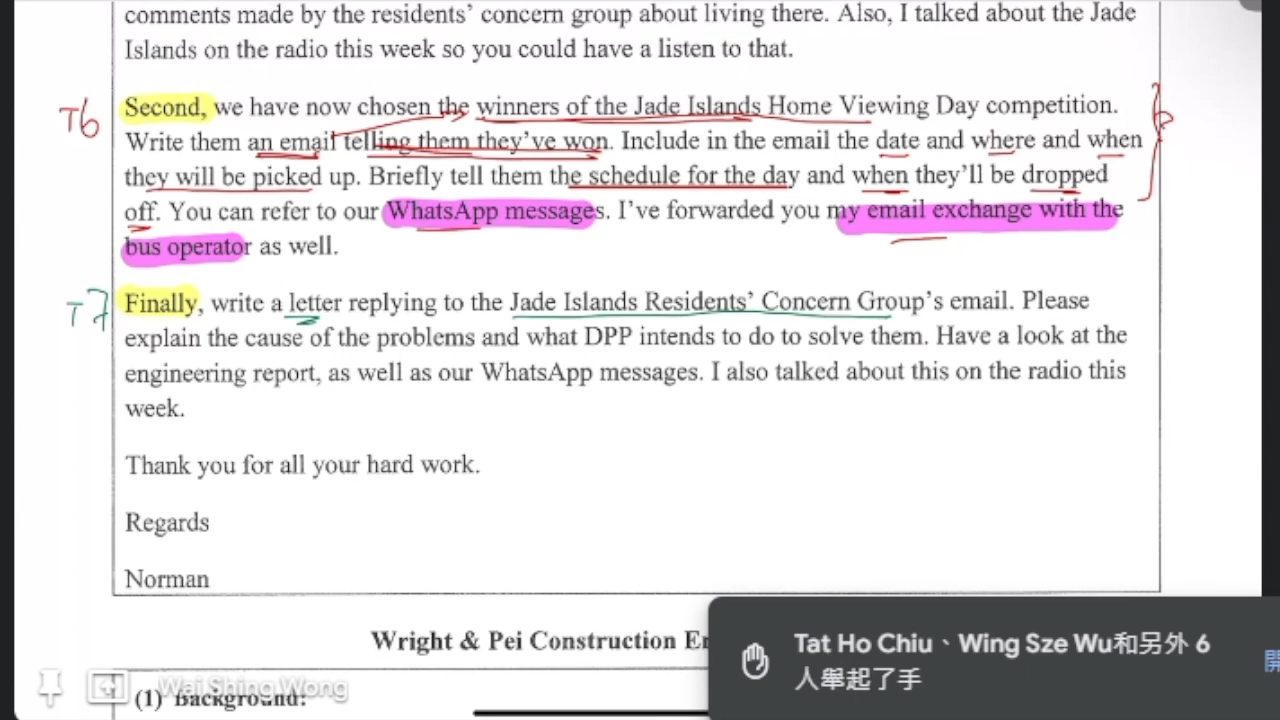 comments made by the residents' concern group about living there. Also, I talked about the Jade
Islands on the radio this week so you could have a listen to that.
T6
Second, we have now chosen the winners of the Jade Islands Home Viewing Day competition.
Write them an email telling them they've won. Include in the email the date and where and when
they will be picked up. Briefly tell them the schedule for the day and when they'll be dropped
off. You can refer to our WhatsApp messages. I've forwarded you my email exchange with the
bus operator as well.
T7
Finally, write a letter replying to the Jade Islands Residents' Concern Group's email. Please
explain the cause of the problems and what DPP intends to do to solve them. Have a look at the
engineering report, as well as our WhatsApp messages. I also talked about this on the radio this
week.
Thank you for all your hard work.
Regards
Norman
Wright & Pei Construction
Tat Ho Chiu、Wing Sze Wu和另外 6
人舉起了手
開
Wai Shing Wong
(1) Background: